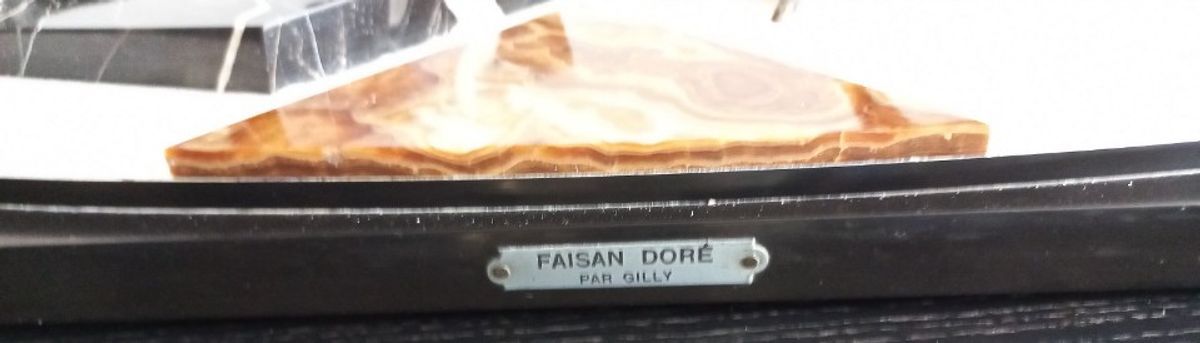 FAISAN DORÉ
PAR GILLY